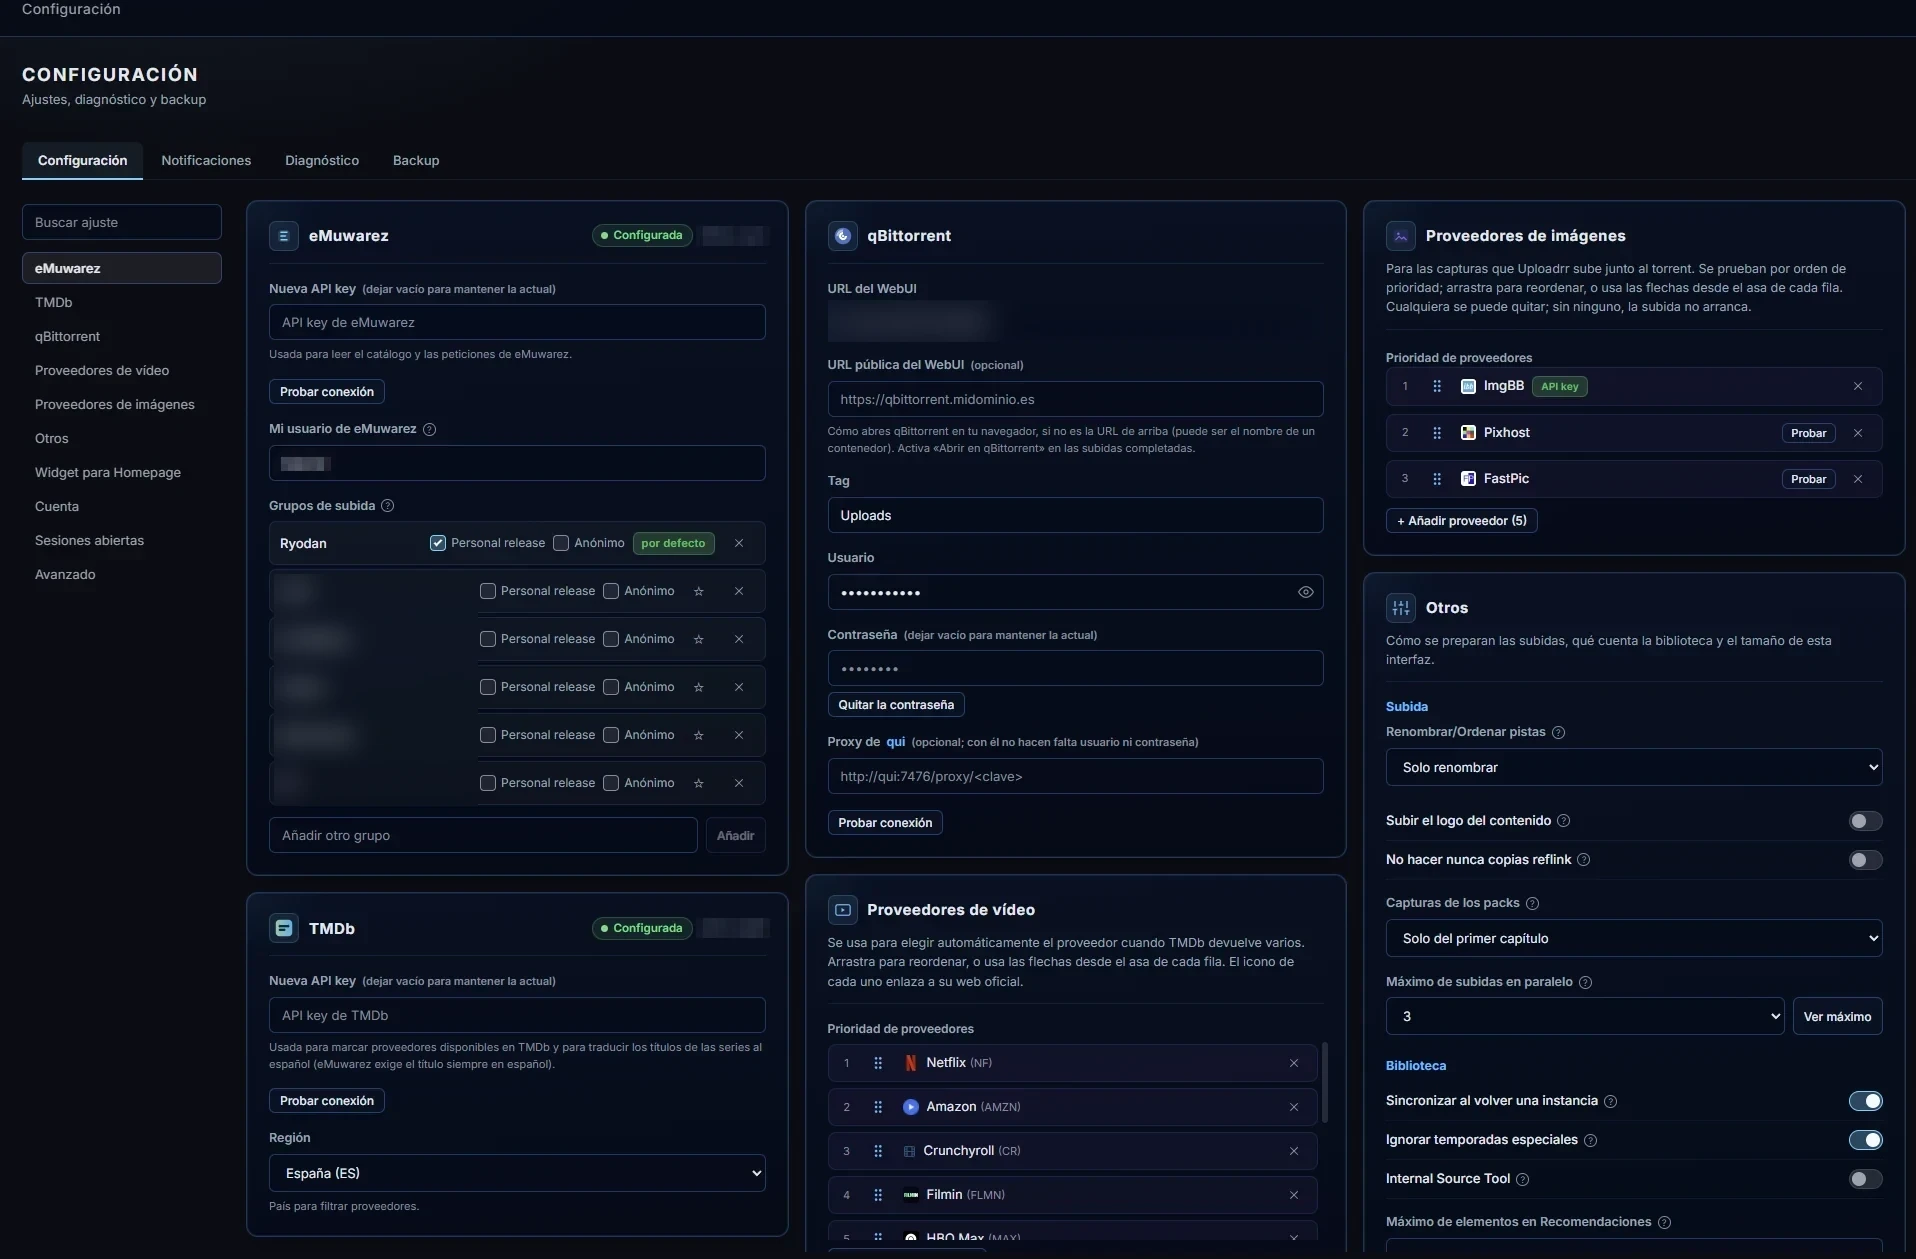 Configuración
CONFIGURACIÓN
Ajustes, diagnóstico y backup
Configuración
Notificaciones
Diagnóstico
Backup
Buscar ajuste
eMuwarez
TMDb
qBittorrent
Proveedores de vídeo
Proveedores de imágenes
Otros
Widget para Homepage
Cuenta
Sesiones abiertas
Avanzado
eMuwarez
Configurada
Nueva API key (dejar vacío para mantener la actual)
API key de eMuwarez
Usada para leer el catálogo y las peticiones de eMuwarez.
Probar conexión
Mi usuario de eMuwarez ?
Grupos de subida ?
Ryodan Personal release Anónimo por defecto ×
Personal release Anónimo ☆ ×
Personal release Anónimo ☆ ×
Personal release Anónimo ☆ ×
Personal release Anónimo ☆ ×
Personal release Anónimo ☆ ×
Añadir otro grupo
Añadir
TMDb
Configurada
Nueva API key (dejar vacío para mantener la actual)
API key de TMDb
Usada para marcar proveedores disponibles en TMDb y para traducir los títulos de las series al
español (eMuwarez exige el título siempre en español).
Probar conexión
Región
España (ES)
País para filtrar proveedores.
qBittorrent
URL del WebUI
URL pública del WebUI (opcional)
https://qbittorrent.midominio.es
Cómo abres qBittorrent en tu navegador, si no es la URL de arriba (puede ser el nombre de un
contenedor). Activa «Abrir en qBittorrent» en las subidas completadas.
Tag
Uploads
Usuario
•••••••••••
Contraseña (dejar vacío para mantener la actual)
••••••••
Quitar la contraseña
Proxy de qui (opcional; con él no hacen falta usuario ni contraseña)
http://qui:7476/proxy/<clave>
Probar conexión
Proveedores de vídeo
Se usa para elegir automáticamente el proveedor cuando TMDb devuelve varios.
Arrastra para reordenar, o usa las flechas desde el asa de cada fila. El icono de
cada uno enlaza a su web oficial.
Prioridad de proveedores
1 Netflix (NF) ×
2 Amazon (AMZN) ×
3 Crunchyroll (CR) ×
4 FILMIN Filmin (FLMN) ×
5 HBO Max (MAX) ×
Proveedores de imágenes
Para las capturas que Uploadrr sube junto al torrent. Se prueban por orden de
prioridad; arrastra para reordenar, o usa las flechas desde el asa de cada fila.
Cualquiera se puede quitar; sin ninguno, la subida no arranca.
Prioridad de proveedores
1 ImgBB API key ×
2 Pixhost Probar ×
3 FastPic Probar ×
+ Añadir proveedor (5)
Otros
Cómo se preparan las subidas, qué cuenta la biblioteca y el tamaño de esta
interfaz.
Subida
Renombrar/Ordenar pistas ?
Solo renombrar
Subir el logo del contenido ?
No hacer nunca copias reflink ?
Capturas de los packs ?
Solo del primer capítulo
Máximo de subidas en paralelo ?
3
Ver máximo
Biblioteca
Sincronizar al volver una instancia ?
Ignorar temporadas especiales ?
Internal Source Tool ?
Máximo de elementos en Recomendaciones ?